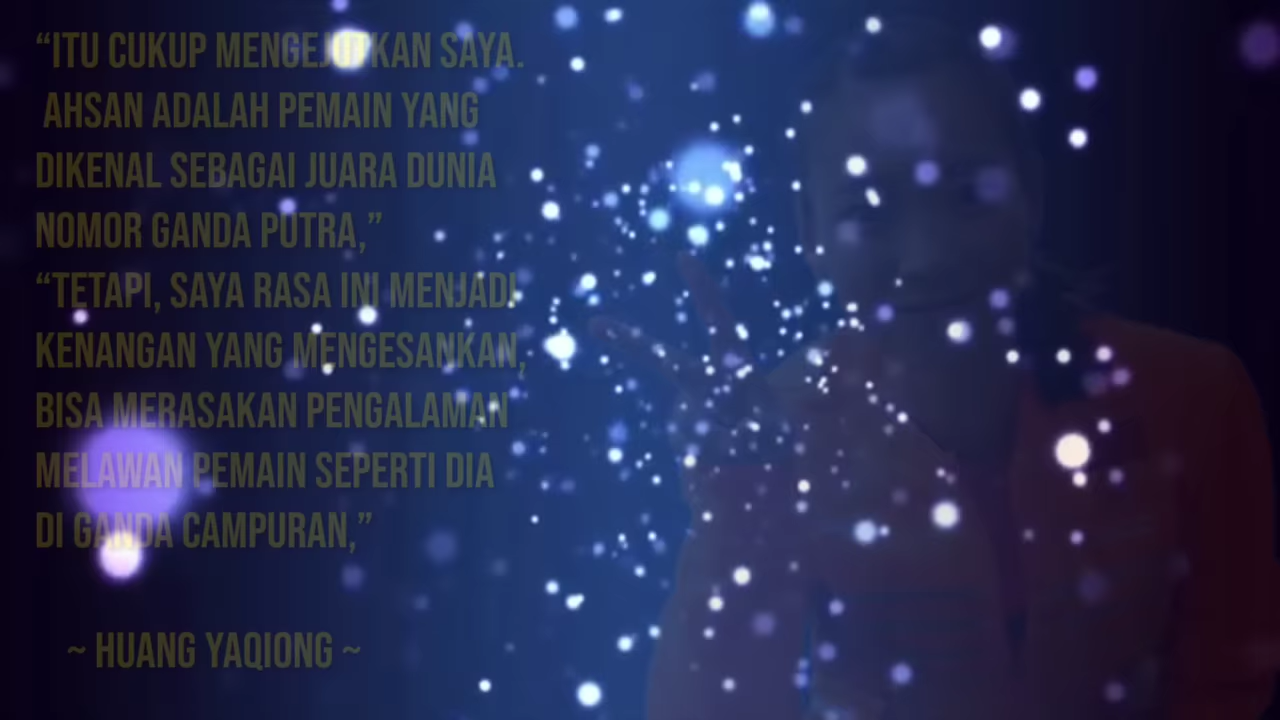 “ITU CUKUP MENGEJUTKAN SAYA.
AHSAN ADALAH PEMAIN YANG
DIKENAL SEBAGAI JUARA DUNIA
NOMOR GANDA PUTRA,”
“TETAPI, SAYA RASA INI MENJADI
KENANGAN YANG MENGESANKAN,
BISA MERASAKAN PENGALAMAN
MELAWAN PEMAIN SEPERTI DIA
DI GANDA CAMPURAN,”
~ HUANG YAQIONG ~